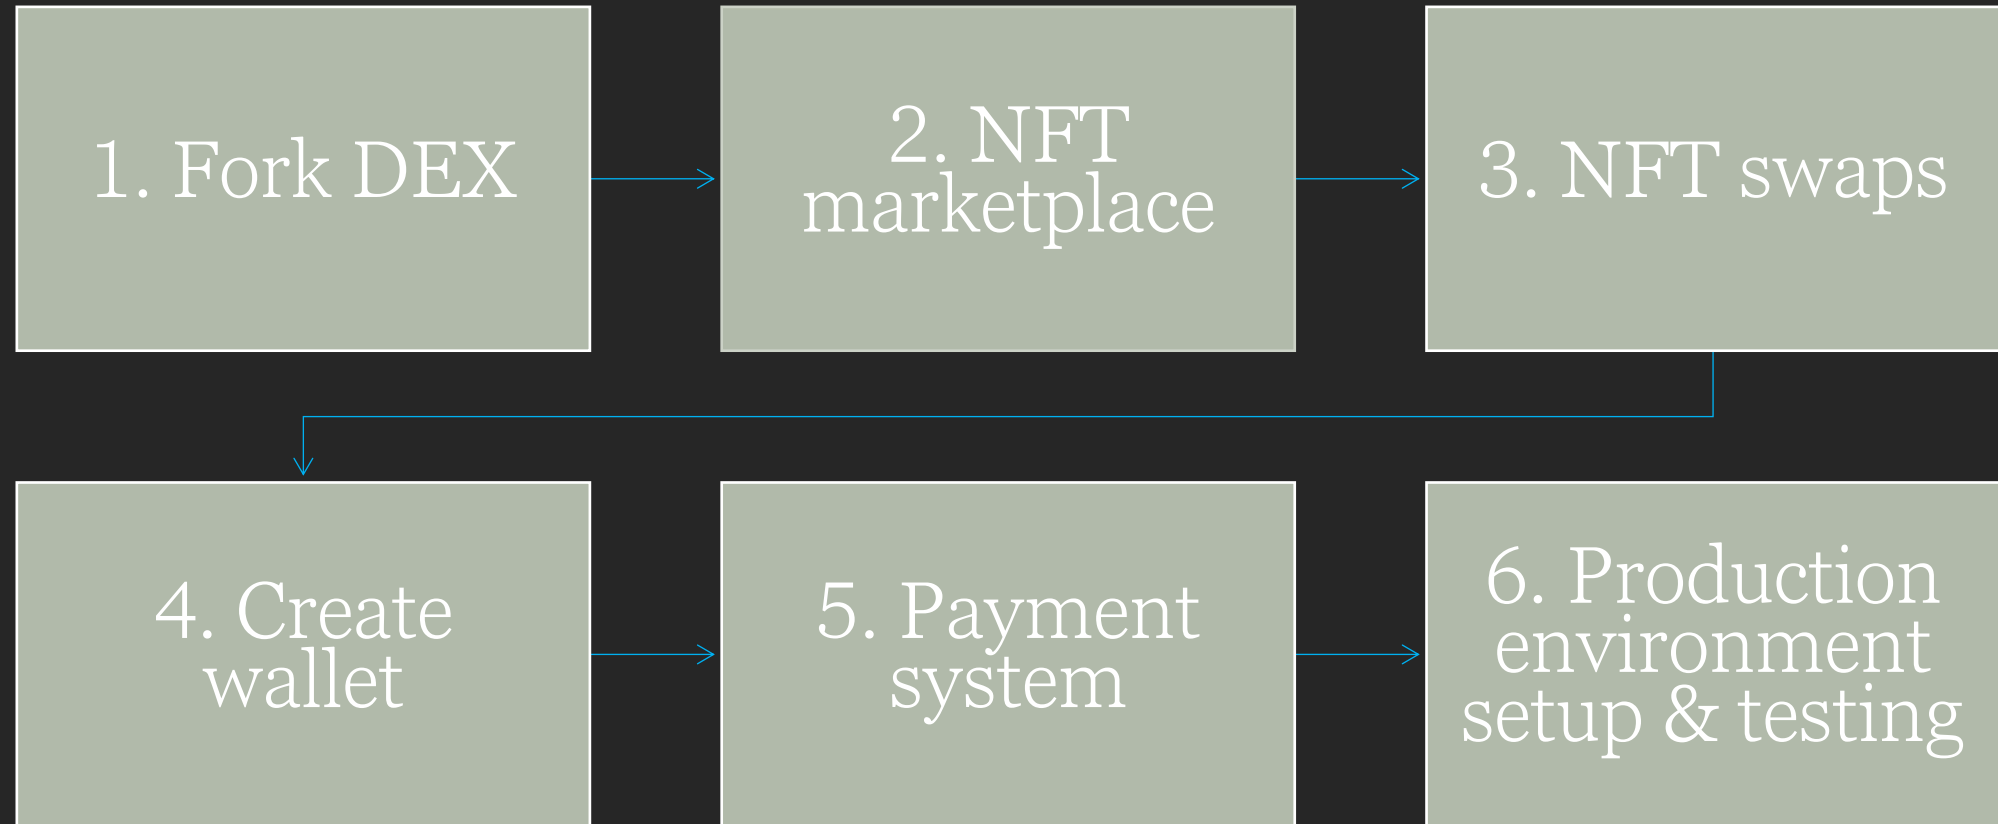 1. Fork DEX
2. NFT
marketplace
3. NFT swaps
4. Create
wallet
5. Payment
system
6. Production
environment
setup & testing